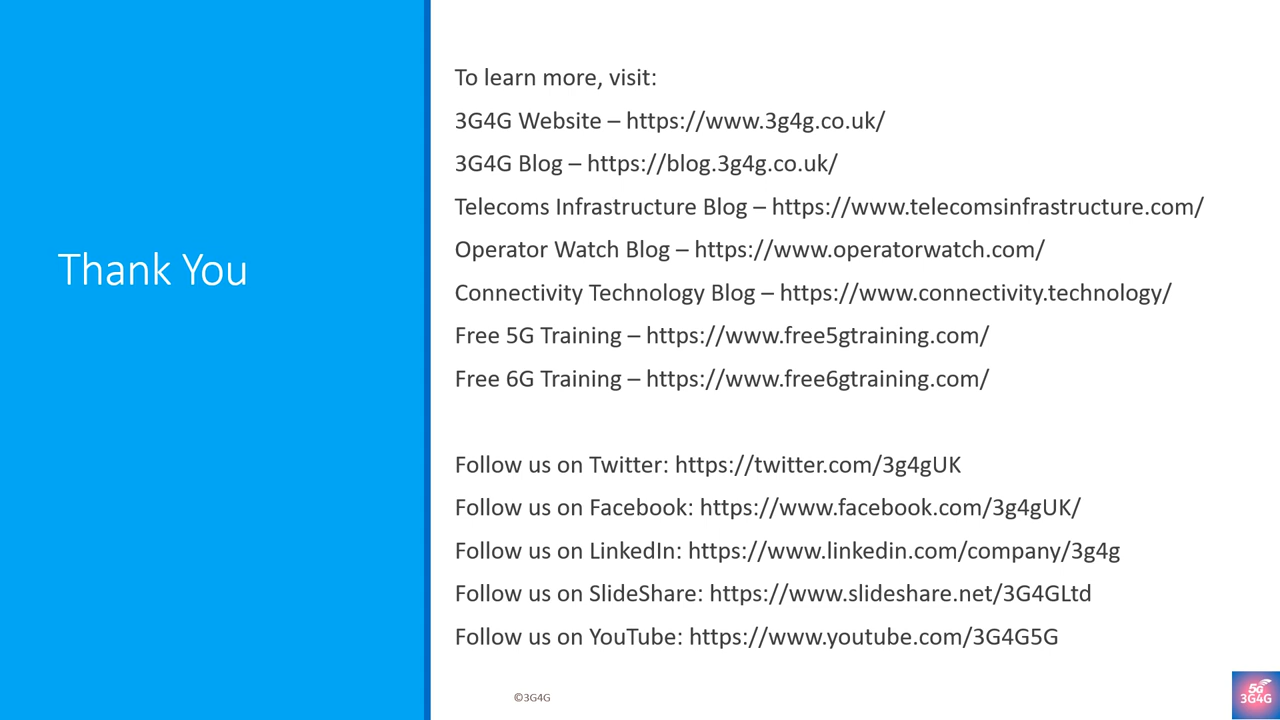 Thank You
To learn more, visit:
3G4G Website – https://www.3g4g.co.uk/
3G4G Blog – https://blog.3g4g.co.uk/
Telecoms Infrastructure Blog – https://www.telecomsinfrastructure.com/
Operator Watch Blog – https://www.operatorwatch.com/
Connectivity Technology Blog – https://www.connectivity.technology/
Free 5G Training – https://www.free5gtraining.com/
Free 6G Training – https://www.free6gtraining.com/
Follow us on Twitter: https://twitter.com/3g4gUK
Follow us on Facebook: https://www.facebook.com/3g4gUK/
Follow us on LinkedIn: https://www.linkedin.com/company/3g4g
Follow us on SlideShare: https://www.slideshare.net/3G4GLtd
Follow us on YouTube: https://www.youtube.com/3G4G5G
©3G4G
5G
3G4G